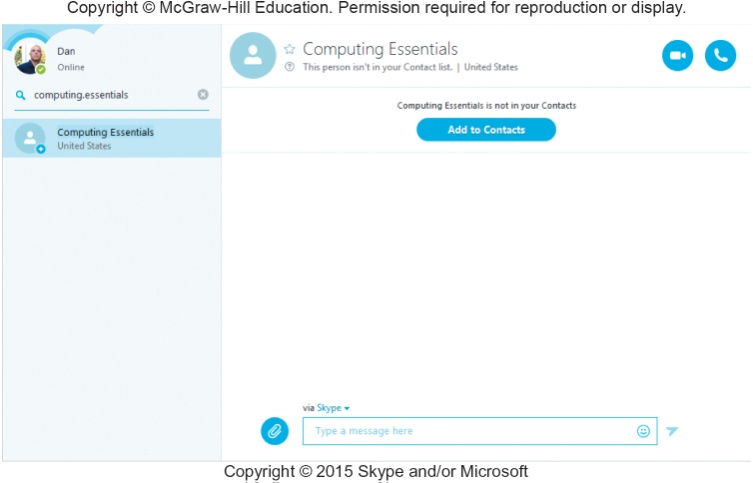 Copyright © McGraw-Hill Education. Permission required for reproduction or display.
Dan
Online
computing.essentials
Computing Essentials
United States
Computing Essentials
This person isn't in your Contact list. | United States
Computing Essentials is not in your Contacts
Add to Contacts
via Skype
Type a message here
Copyright © 2015 Skype and/or Microsoft